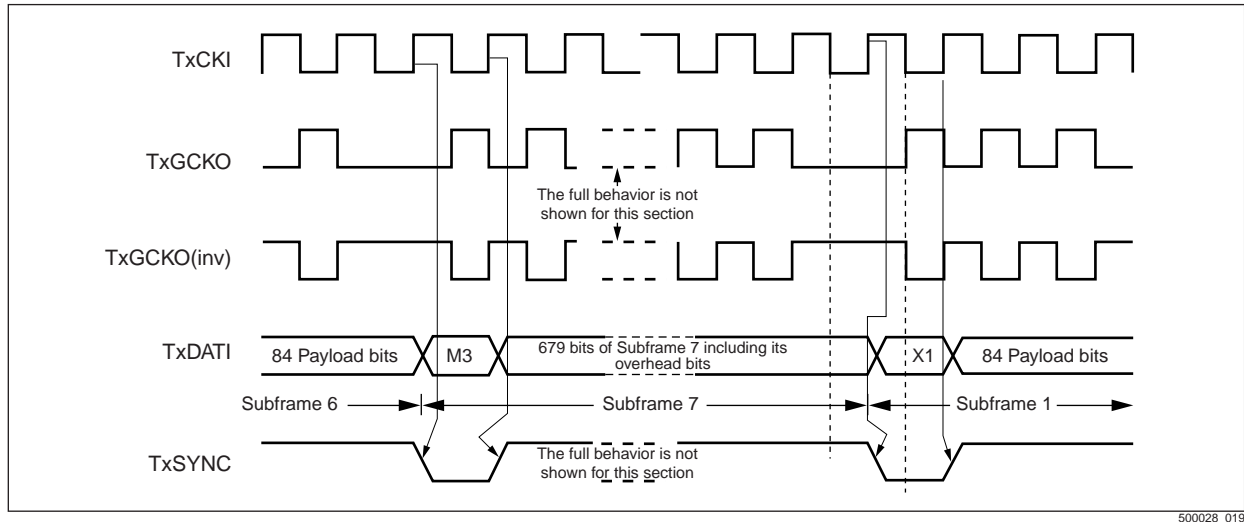 TxCKI
TxGCKO
The full behavior is not
shown for this section
TxGCKO(inv)
TxDATI
84 Payload bits
M3
679 bits of Subframe 7 including its
overhead bits
X1
84 Payload bits
Subframe 6
Subframe 7
Subframe 1
TxSYNC
The full behavior is not
shown for this section
500028_019